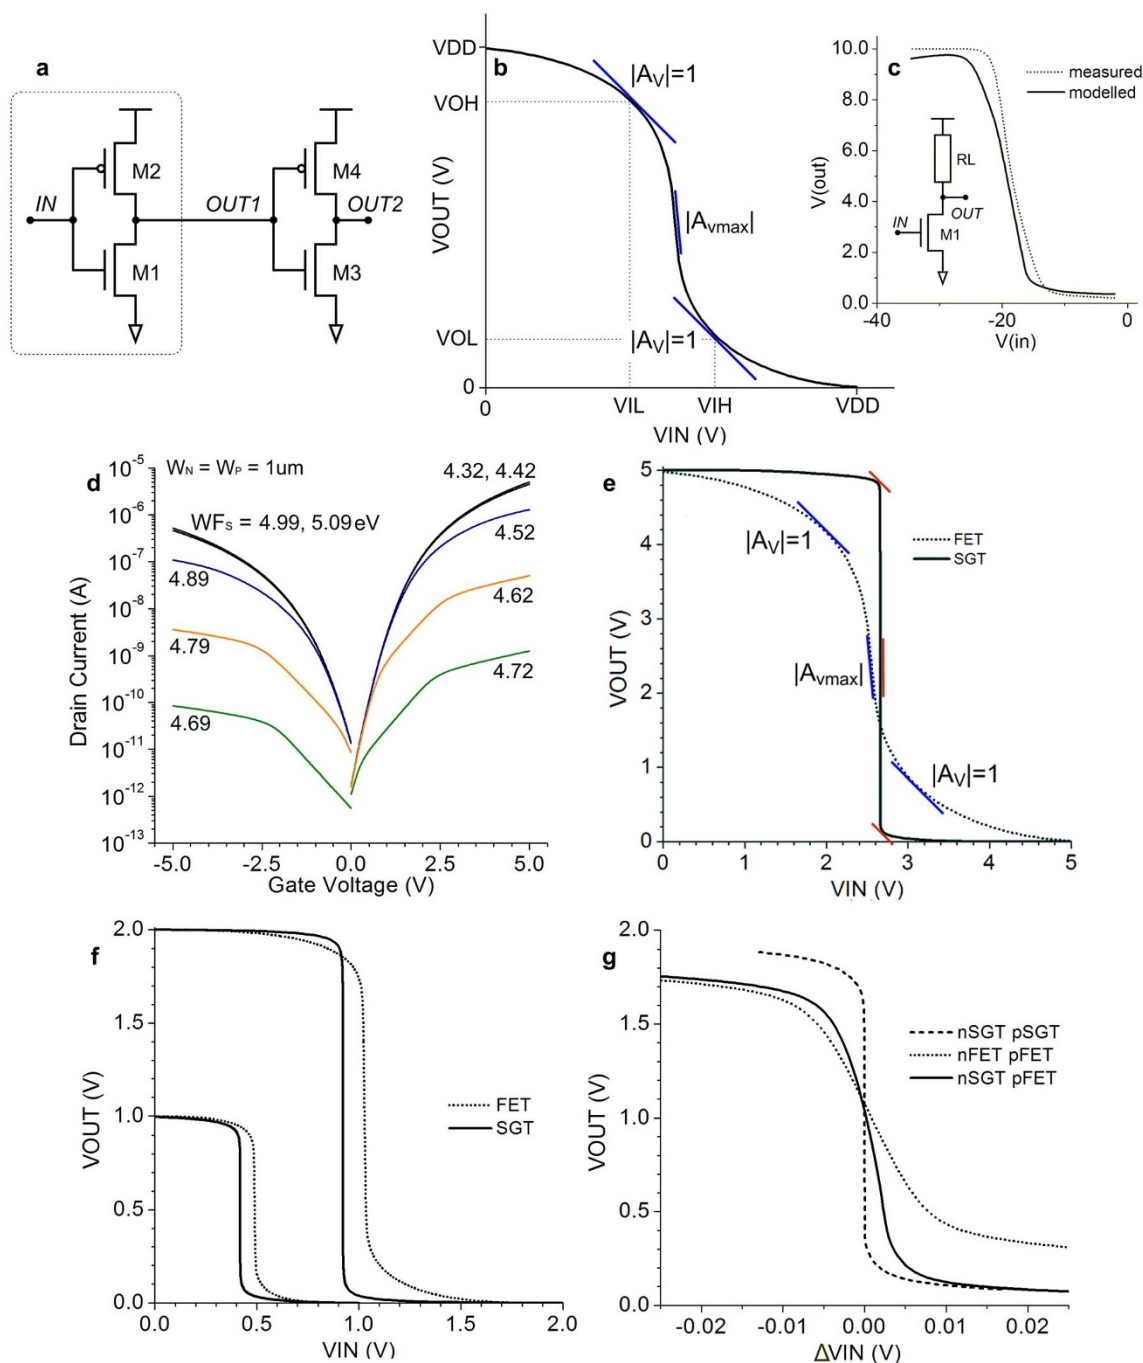 a
IN
M2
M1
OUT1
M4
OUT2
M3
b
VOUT (V)
VDD
VOH
VOL
0
|Aᵥ|=1
|Aᵥₘₐₓ|
|Aᵥ|=1
0
VIL
VIH
VDD
VIN (V)
c
V(out)
10.0
8.0
6.0
4.0
2.0
0.0
measured
modelled
RL
IN
OUT
M1
-40
-20
0
V(in)
d
Drain Current (A)
10⁻⁵
10⁻⁶
10⁻⁷
10⁻⁸
10⁻⁹
10⁻¹⁰
10⁻¹¹
10⁻¹²
10⁻¹³
W_N = W_P = 1um
WF_S = 4.99, 5.09eV
4.89
4.79
4.69
4.32, 4.42
4.52
4.62
4.72
-5.0
-2.5
0.0
2.5
5.0
Gate Voltage (V)
e
VOUT (V)
5
4
3
2
1
0
|Aᵥ|=1
FET
SGT
|Aᵥₘₐₓ|
|Aᵥ|=1
0
1
2
3
4
5
VIN (V)
f
VOUT (V)
2.0
1.5
1.0
0.5
0.0
FET
SGT
0.0
0.5
1.0
1.5
2.0
VIN (V)
g
VOUT (V)
2.0
1.5
1.0
0.5
0.0
nSGT pSGT
nFET pFET
nSGT pFET
-0.02
-0.01
0.00
0.01
0.02
ΔVIN (V)